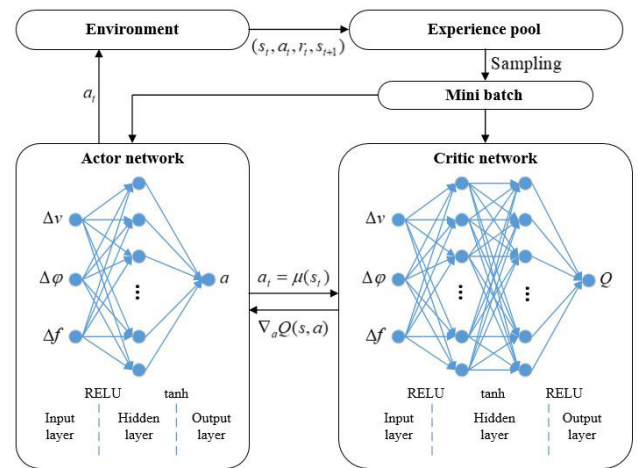 Environment
Experience pool
(s_t, a_t, r_t, s_{t+1})
Sampling
Mini batch
a_t
Actor network
Critic network
Δv
Δφ
Δf
a
a_t = μ(s_t)
∇_a Q(s,a)
Δv
Δφ
Δf
Q
RELU tanh
Input layer
Hidden layer
Output layer
RELU tanh RELU
Input layer
Hidden layer
Output layer